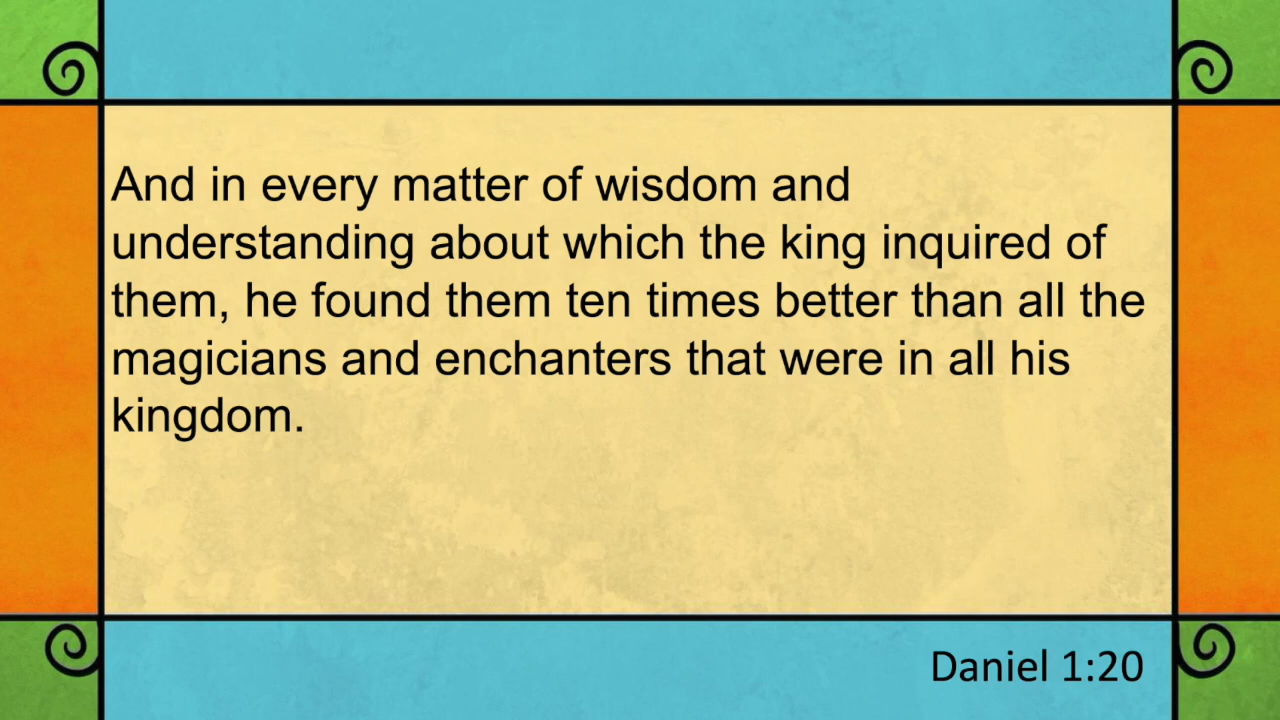 And in every matter of wisdom and
understanding about which the king inquired of
them, he found them ten times better than all the
magicians and enchanters that were in all his
kingdom.
Daniel 1:20